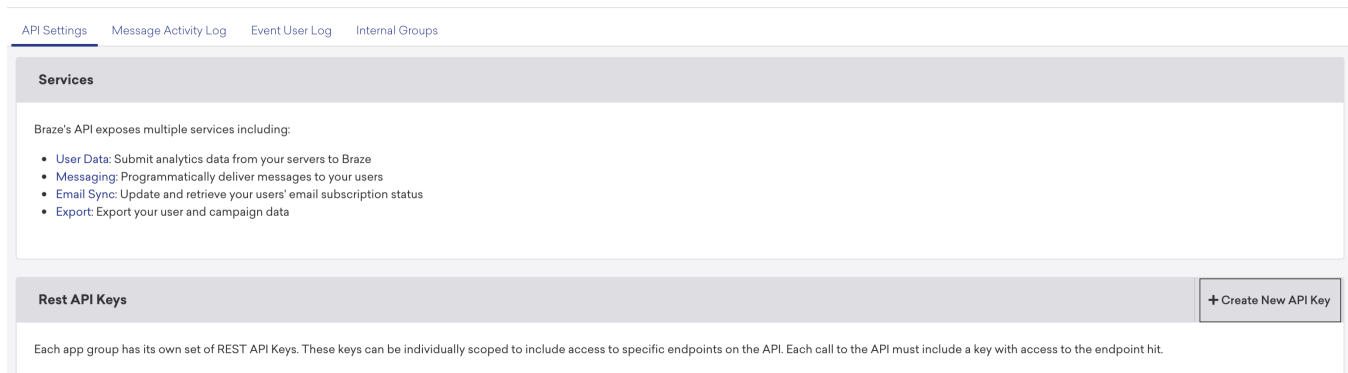 API Settings Message Activity Log Event User Log Internal Groups
Services
Braze's API exposes multiple services including:
• User Data: Submit analytics data from your servers to Braze
• Messaging: Programmatically deliver messages to your users
• Email Sync: Update and retrieve your users' email subscription status
• Export: Export your user and campaign data
Rest API Keys
+ Create New API Key
Each app group has its own set of REST API Keys. These keys can be individually scoped to include access to specific endpoints on the API. Each call to the API must include a key with access to the endpoint hit.